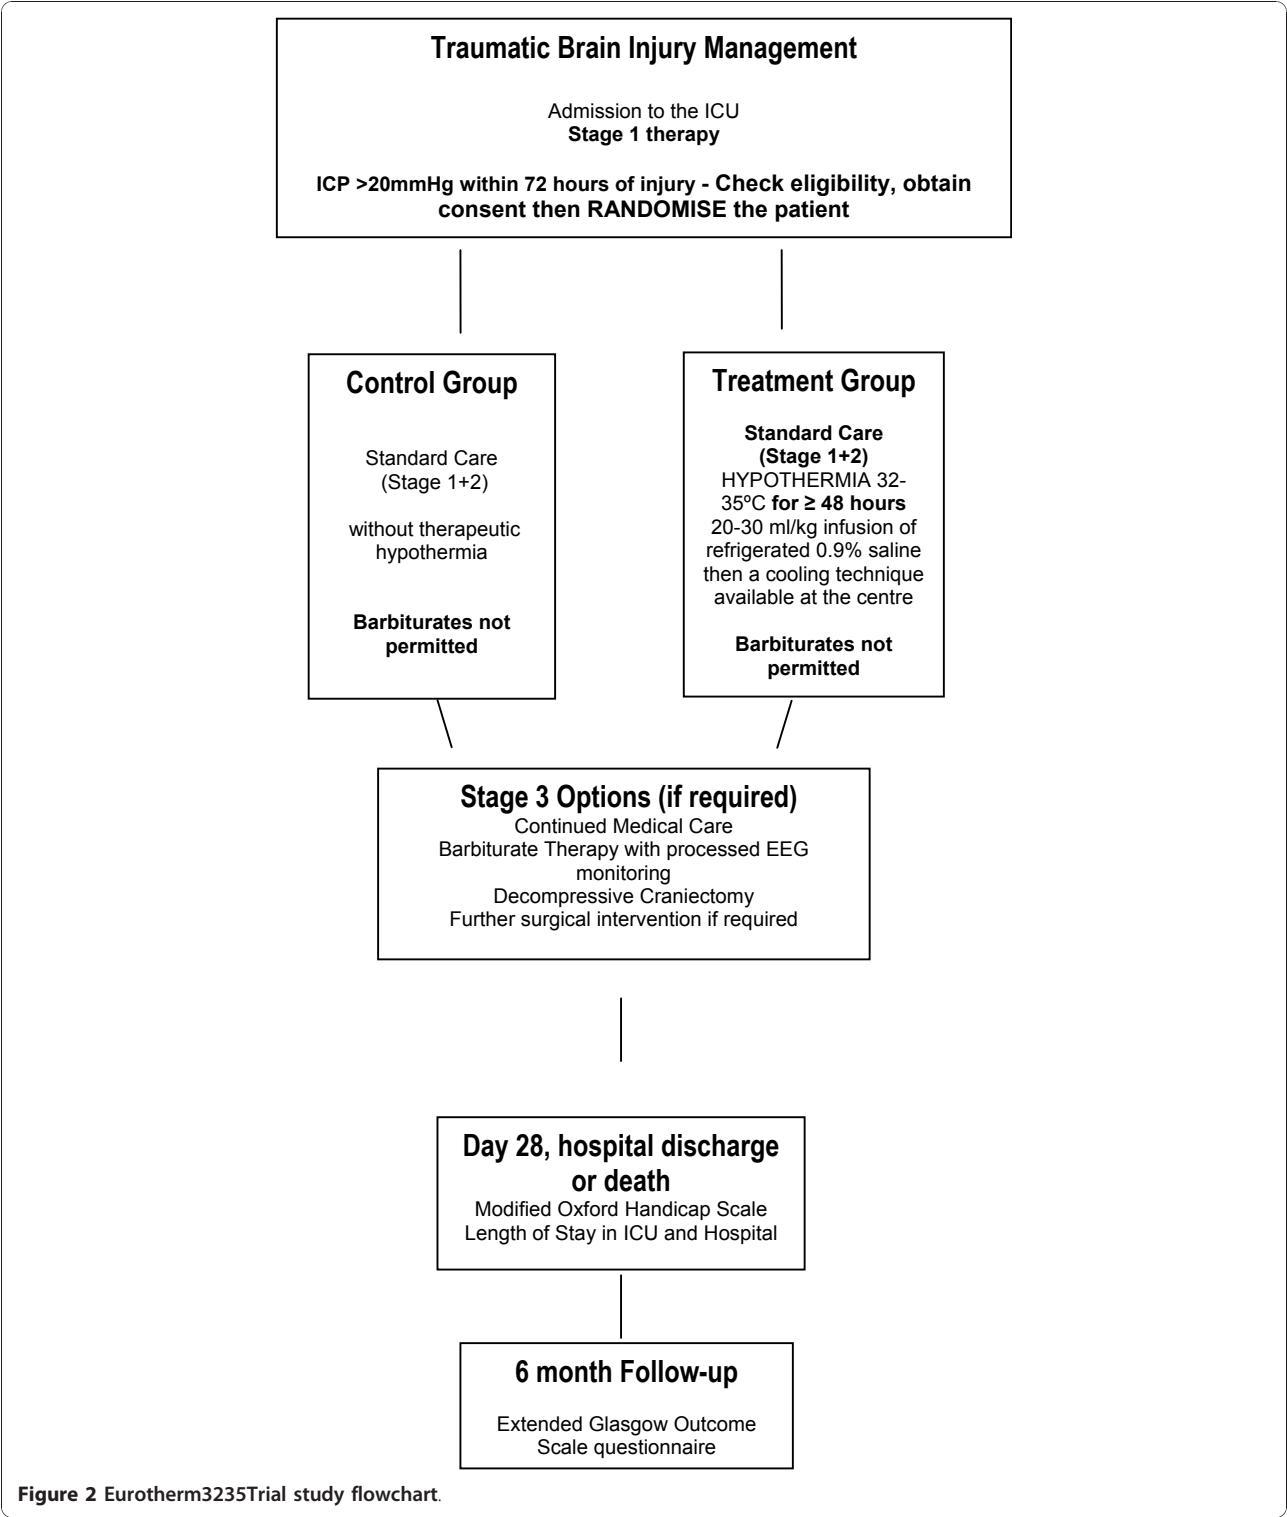 Traumatic Brain Injury Management
Admission to the ICU
Stage 1 therapy
ICP >20mmHg within 72 hours of injury - Check eligibility, obtain
consent then RANDOMISE the patient
Control Group
Standard Care
(Stage 1+2)
without therapeutic
hypothermia
Barbiturates not
permitted
Treatment Group
Standard Care
(Stage 1+2)
HYPOTHERMIA 32-
35ºC for ≥ 48 hours
20-30 ml/kg infusion of
refrigerated 0.9% saline
then a cooling technique
available at the centre
Barbiturates not
permitted
Stage 3 Options (if required)
Continued Medical Care
Barbiturate Therapy with processed EEG
monitoring
Decompressive Craniectomy
Further surgical intervention if required
Day 28, hospital discharge
or death
Modified Oxford Handicap Scale
Length of Stay in ICU and Hospital
6 month Follow-up
Extended Glasgow Outcome
Scale questionnaire
Figure 2 Eurotherm3235Trial study flowchart.